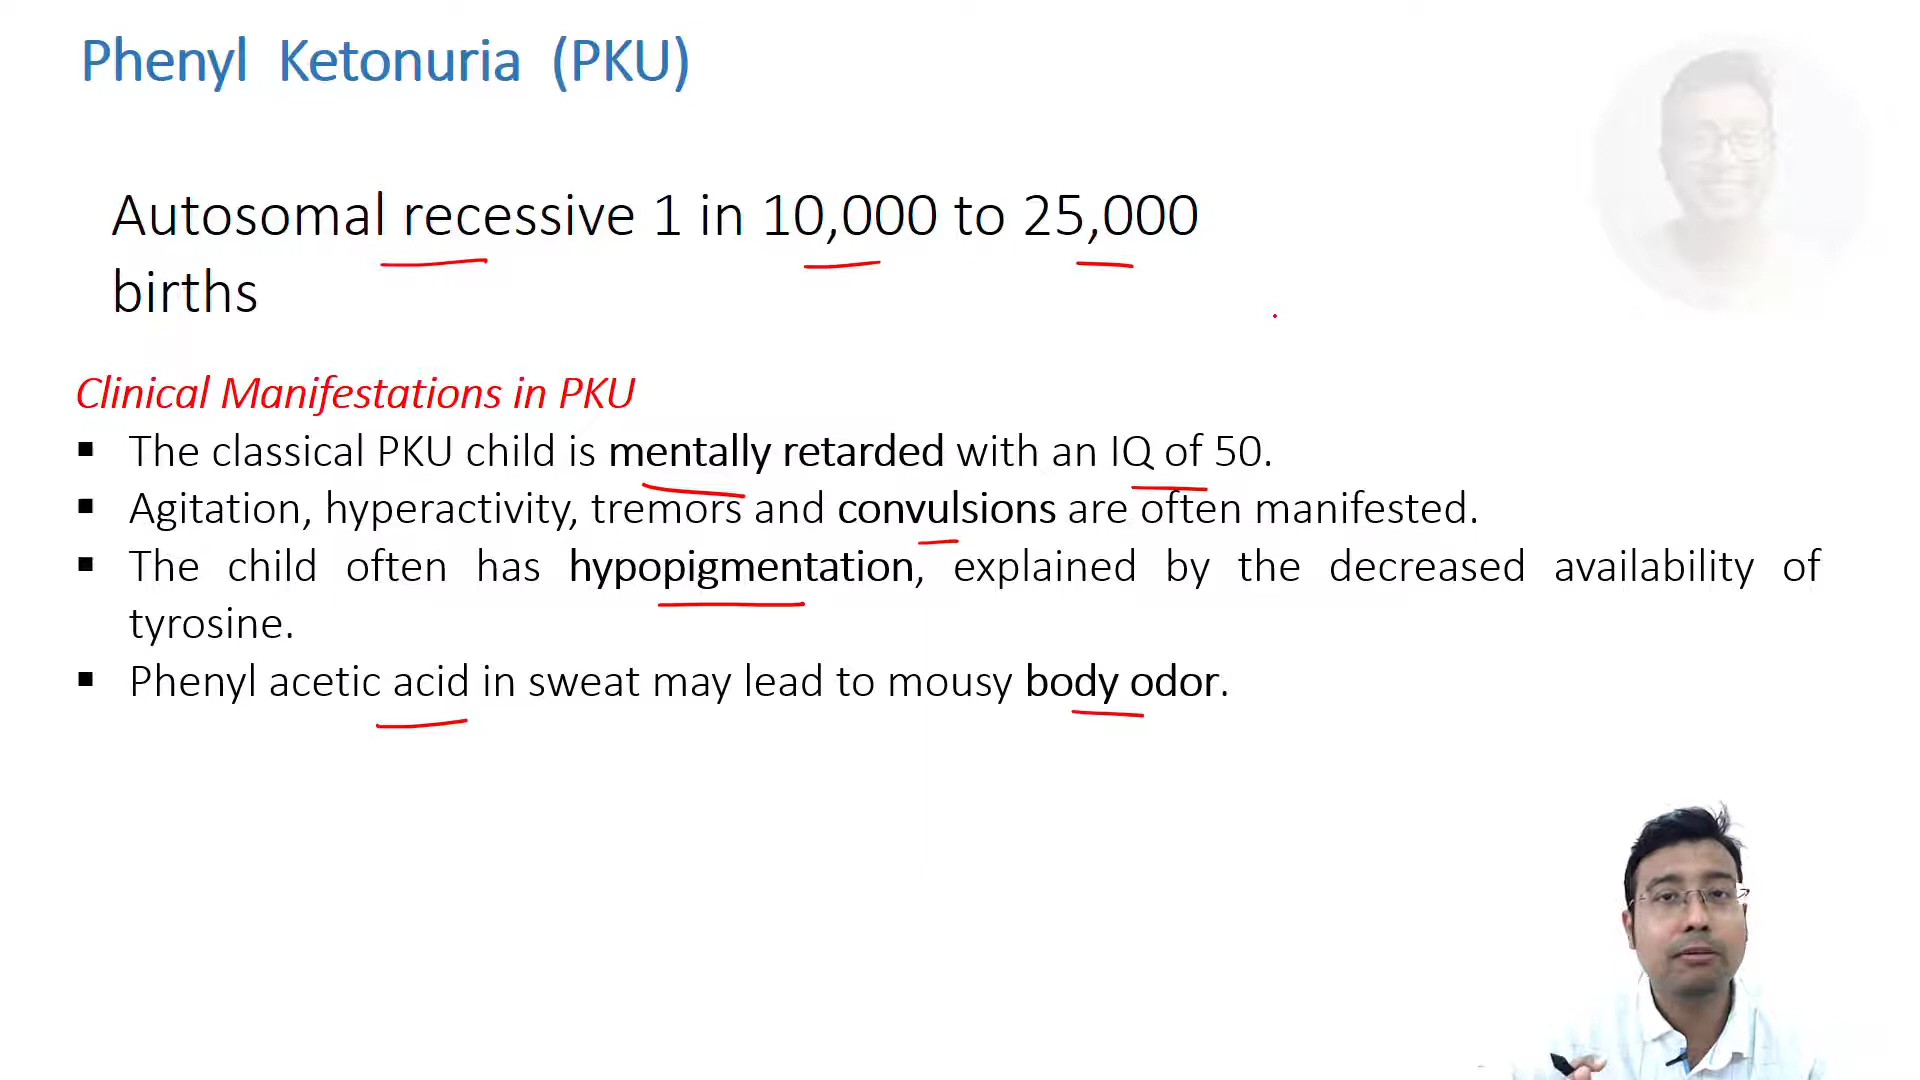 Phenyl Ketonuria (PKU)
Autosomal recessive 1 in 10,000 to 25,000
births
Clinical Manifestations in PKU
▪ The classical PKU child is mentally retarded with an IQ of 50.
▪ Agitation, hyperactivity, tremors and convulsions are often manifested.
▪ The child often has hypopigmentation, explained by the decreased availability of
tyrosine.
▪ Phenyl acetic acid in sweat may lead to mousy body odor.